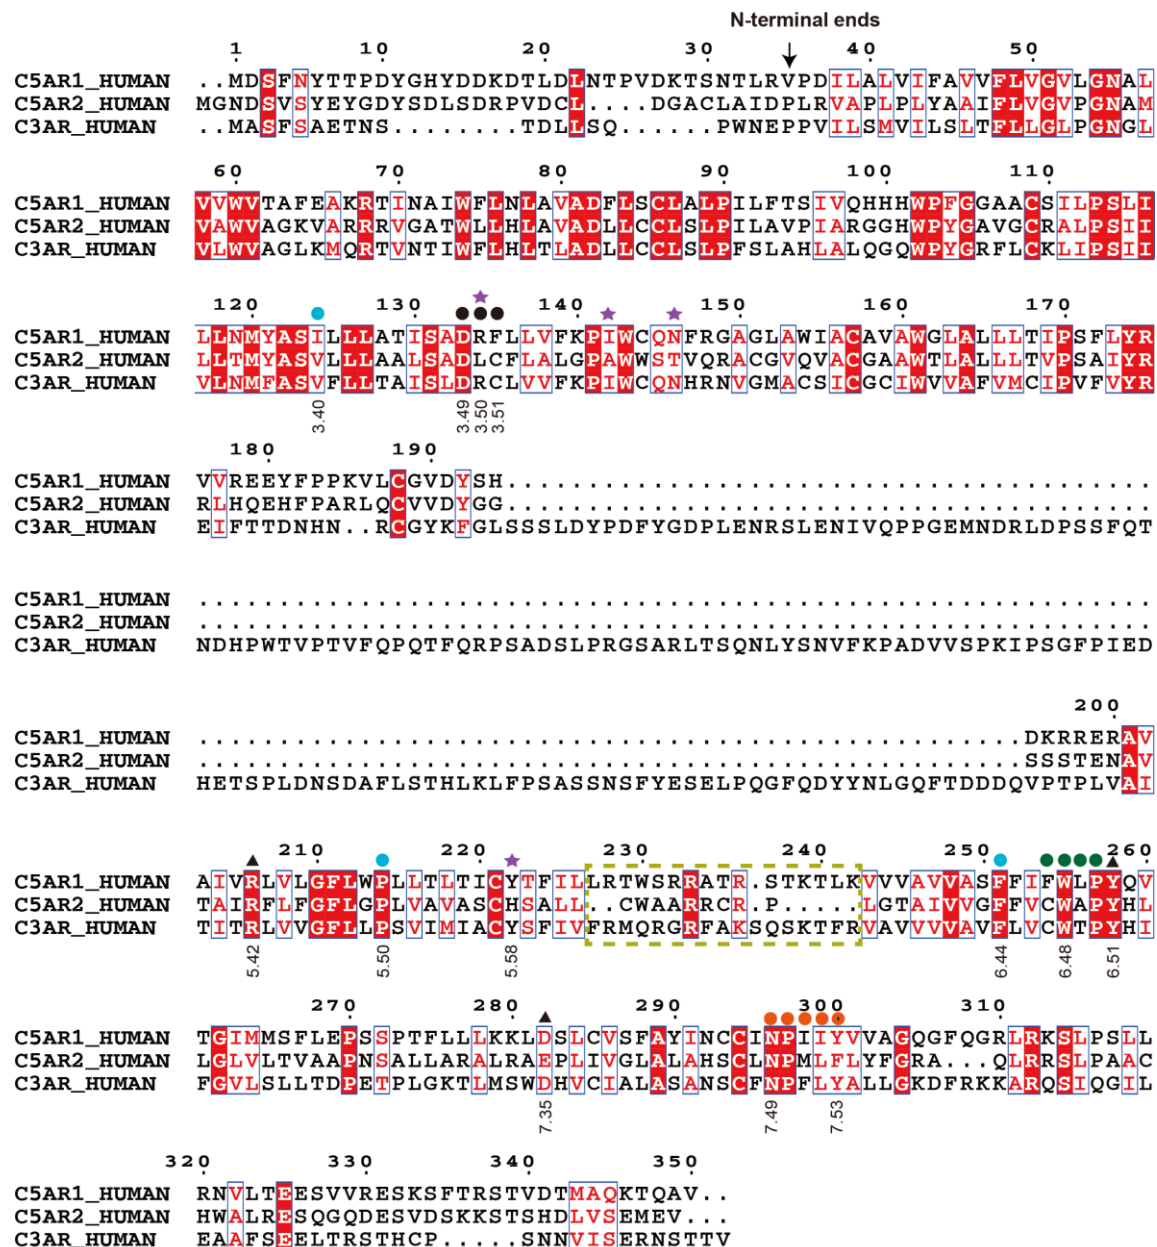 N-terminal ends
1 10 20 30 40 50
C5AR1_HUMAN ..MDSFNYTTPDYGHYDDKDTLDLNTPVDKTSNTLRVPDILALVIFAVVFLVGVLGNAL
C5AR2_HUMAN MGNDSVSYEYGDYSDLSDRPVDCL....DGACLAIDPLRVAPLPLYAAIFLVGVPGNAM
C3AR_HUMAN ..MASFSAETNS........TDLLSQ......PWNEPPVILSMVILSLTFLLGLPGNGL
60 70 80 90 100 110
C5AR1_HUMAN VVWVTAFEAKRTINAIWFLNLAVADFLSCLALPILFTSIVQHHHWPFGGAACSILPSLI
C5AR2_HUMAN VAWVAGKVARRRVGATWLLHLAVADLLCCLSLPILAVPIARGGHWPYGAVGCRALPSII
C3AR_HUMAN VLWVAGLKMQRTVNTIWFLHLTLADLLCCLSLPFSLAHLALQGQWPYGRFLCKLIPSII
120 130 140 150 160 170
C5AR1_HUMAN LLNMYASILLLATISADRFLLVFKPIWCQNFRGAGLAWIACAVAWGLALLLTIPSFLYR
C5AR2_HUMAN LLTMYASVLLLAALSADLCFLALGPAWWSTVQRACGVQVACGAAWTLALLLTVPSAIYR
C3AR_HUMAN VLNMFASVFLLTAISLDRCLVVFKPIWCQNHRNVGMACSICGCIWVVAFVMCIPVFVYR
3.40 3.49 3.50 3.51
180 190
C5AR1_HUMAN VVREEYFPPKVLCGVDYSH........................................
C5AR2_HUMAN RLHQEHFPARLQCVVDYGG........................................
C3AR_HUMAN EIFTTDNHN..RCGYKFGLSSSLDYPDFYGDPLENRSLENIVQPPGEMNDRLDPSSFQT
C5AR1_HUMAN ...........................................................
C5AR2_HUMAN ...........................................................
C3AR_HUMAN NDHPWTVPTVFQPQTFQRPSADSLPRGSARLTSQNLYSNVFKPADVVSPKIPSGFPIED
200
C5AR1_HUMAN ...................................................DKRRERAV
C5AR2_HUMAN ...................................................SSSTENAV
C3AR_HUMAN HETSPLDNSDAFLSTHLKLFPSASSNSFYESELPQGFQDYYNLGQFTDDDQVPTPLVAI
210 220 230 240 250 260
C5AR1_HUMAN AIVRLVLGFLWPLLTLTICYTFILLRTWSRRATR.STKTLKVVVAVVASFFIFWLPYQV
C5AR2_HUMAN TAIRFLFGFLGPLVAVASCHSALL..CWAARRCR.P.....LGTAIVVGFFVCWAPYHL
C3AR_HUMAN TITRLVVGFLLPSVIMIACYSFIVFRMQRGRFAKSQSKTFRVAVVVVAVFLVCWTPYHI
5.42 5.50 5.58 6.44 6.48 6.51
270 280 290 300 310
C5AR1_HUMAN TGIMMSFLEPSSPTFLLLKKLDSLCVSFAYINCCINPIIYVVAGQGFQGRLRKSLPSLL
C5AR2_HUMAN LGLVLTVAAPNSALLARALRAEPLIVGLALAHSCLNPMLFLYFGRA...QLRRSLPAAC
C3AR_HUMAN FGVLSLLTDPETPLGKTLMSWDHVCIALASANSCFNPFLYALLGKDFRKKARQSIQGIL
7.35 7.49 7.53
320 330 340 350
C5AR1_HUMAN RNVLTEESVVRESKSFTRSTVDTMAQKTQAV..
C5AR2_HUMAN HWALRESQGQDESVDSKKSTSHDLVSEMEV...
C3AR_HUMAN EAAFSEELTRSTHCP.....SNNVISERNSTTV